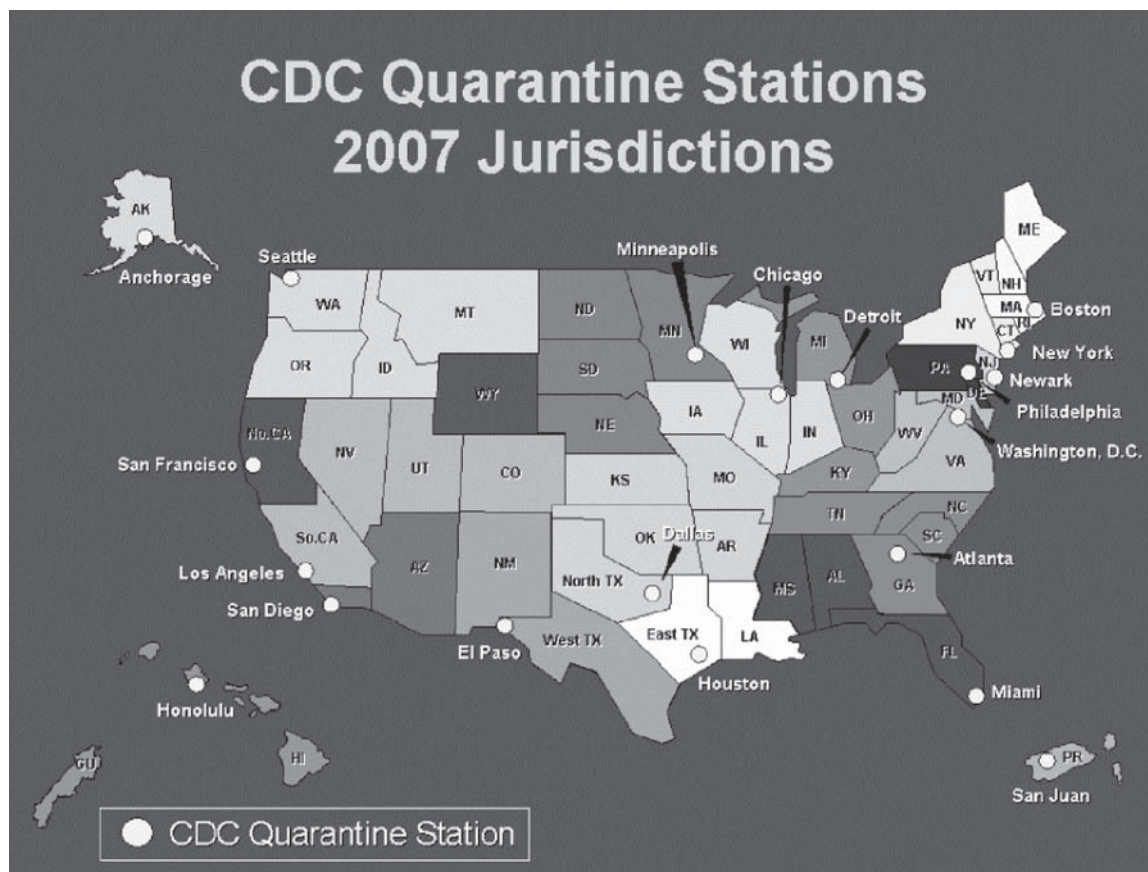 CDC Quarantine Stations
2007 Jurisdictions
AK
Anchorage
Seattle
Minneapolis
Chicago
Detroit
ME
VT
NH
MA
Boston
RI
CT
NY
New York
WA
MT
ND
MN
WI
MI
OR
ID
SD
WY
IA
PA
NJ
Newark
DE
MD
Philadelphia
No.CA
NE
IL
IN
OH
WV
Washington, D.C.
San Francisco
NV
UT
CO
KS
MO
KY
VA
So.CA
OK
Dallas
AR
TN
NC
SC
Atlanta
Los Angeles
AZ
NM
North TX
MS
AL
GA
San Diego
El Paso
West TX
East TX
LA
Houston
FL
Miami
Honolulu
GU
HI
PR
San Juan
CDC Quarantine Station